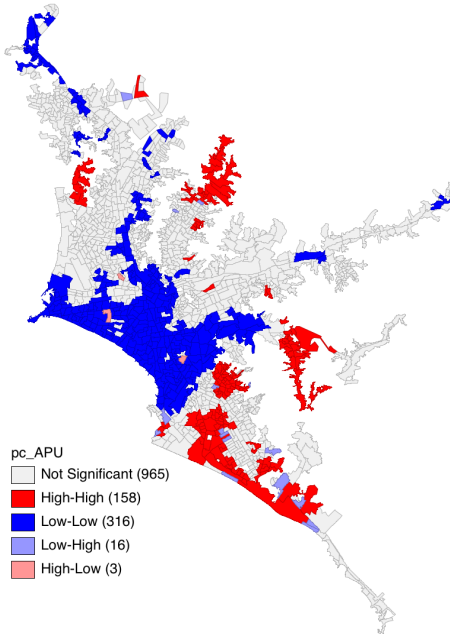 pc_APU
Not Significant (965)
High-High (158)
Low-Low (316)
Low-High (16)
High-Low (3)